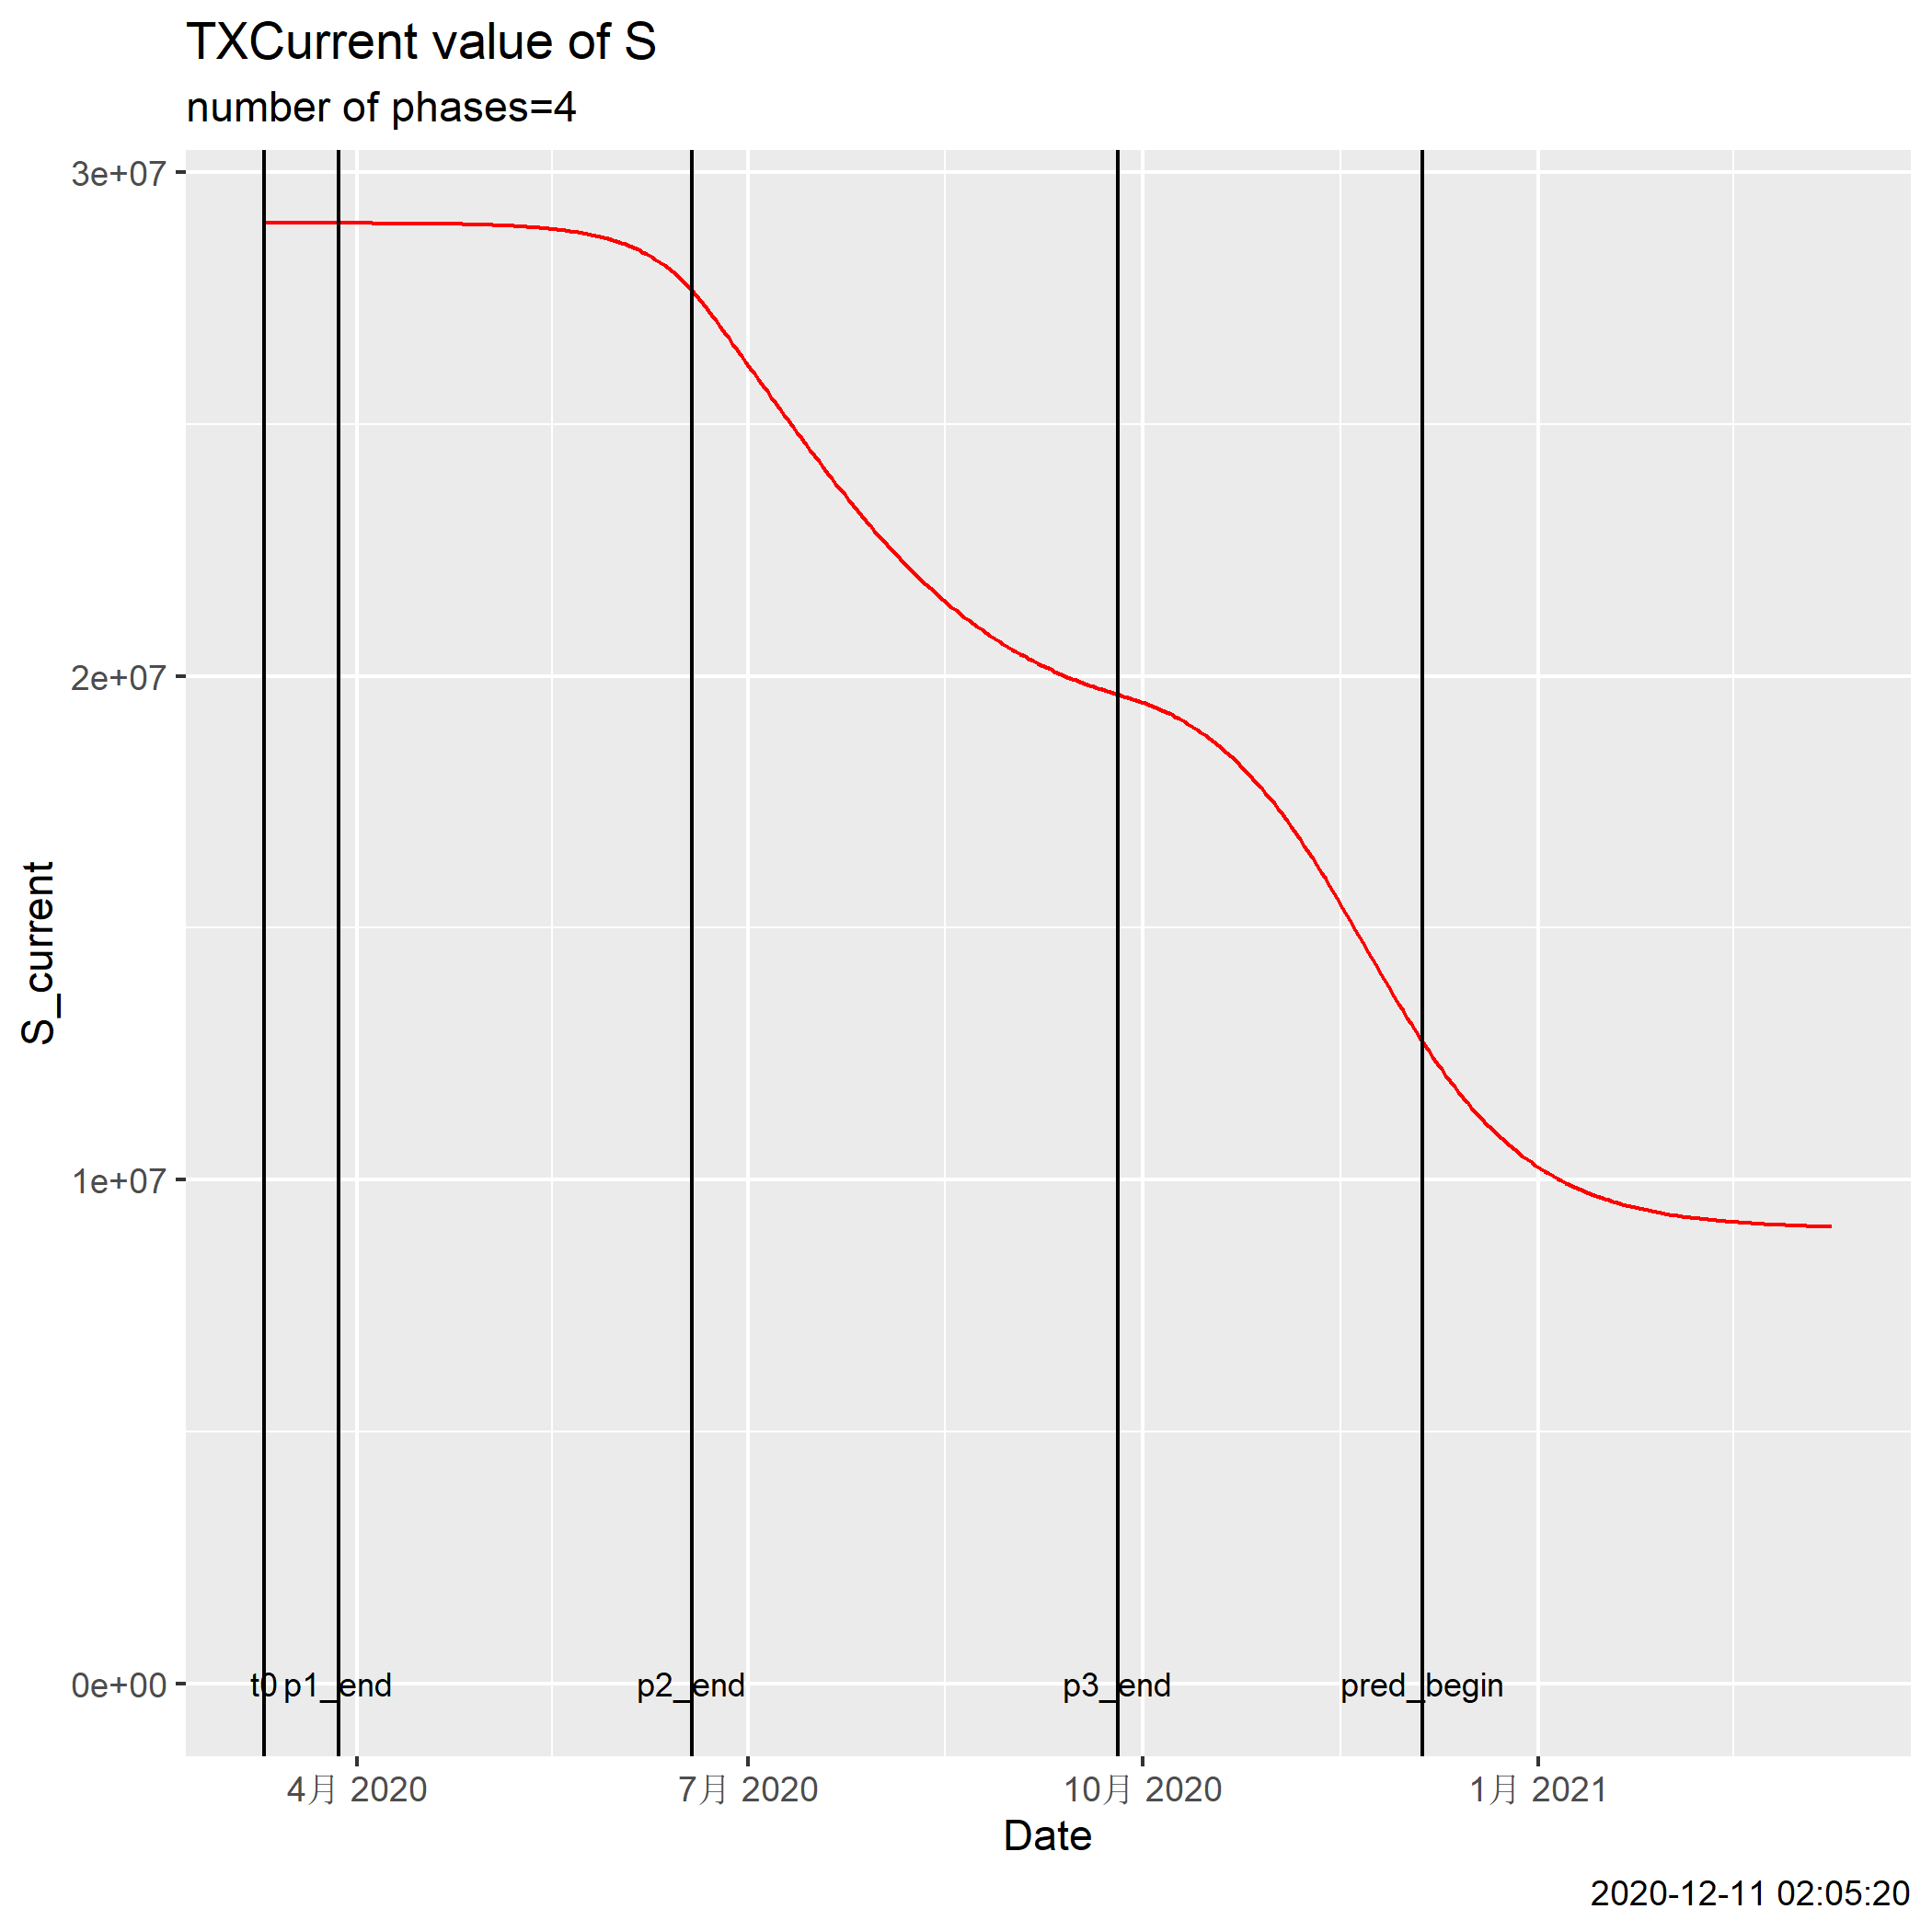 TXCurrent value of S
number of phases=4
3e+07
2e+07
1e+07
0e+00
S_current
t0 p1_end p2_end p3_end pred_begin
4月 2020 7月 2020 10月 2020 1月 2021
Date
2020-12-11 02:05:20